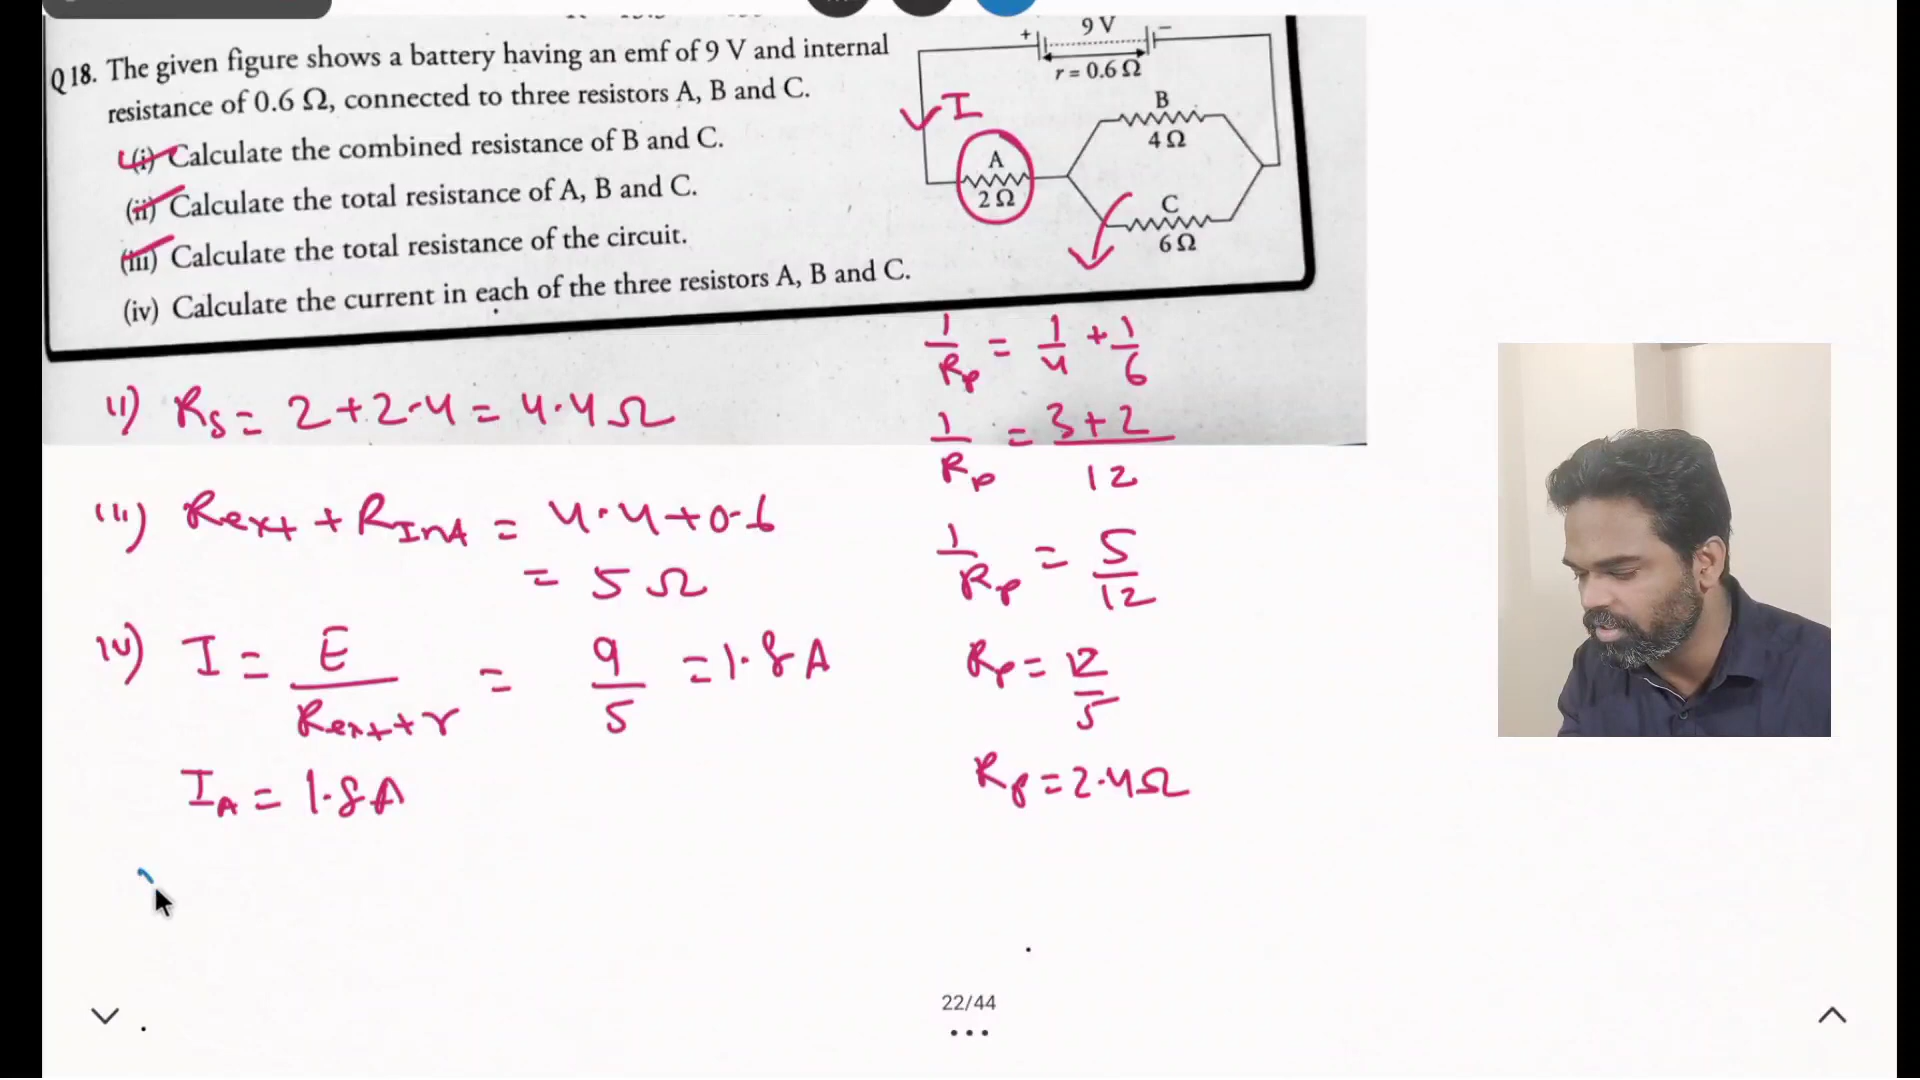 Q18. The given figure shows a battery having an emf of 9 V and internal
resistance of 0.6 Ω, connected to three resistors A, B and C.
(i) Calculate the combined resistance of B and C.
(ii) Calculate the total resistance of A, B and C.
(iii) Calculate the total resistance of the circuit.
(iv) Calculate the current in each of the three resistors A, B and C.
+ 9 V −
r = 0.6 Ω
I
A
2 Ω
B
4 Ω
C
6 Ω
11) Rs = 2+2.4 = 4.4 Ω
(11) Rext + RInt = 4.4+0.6
= 5 Ω
1v) I = E/(Rext+r) = 9/5 = 1.8 A
IA = 1.8A
1/Rp = 1/4 + 1/6
1/Rp = (3+2)/12
1/Rp = 5/12
Rp = 12/5
Rp = 2.4Ω
22/44